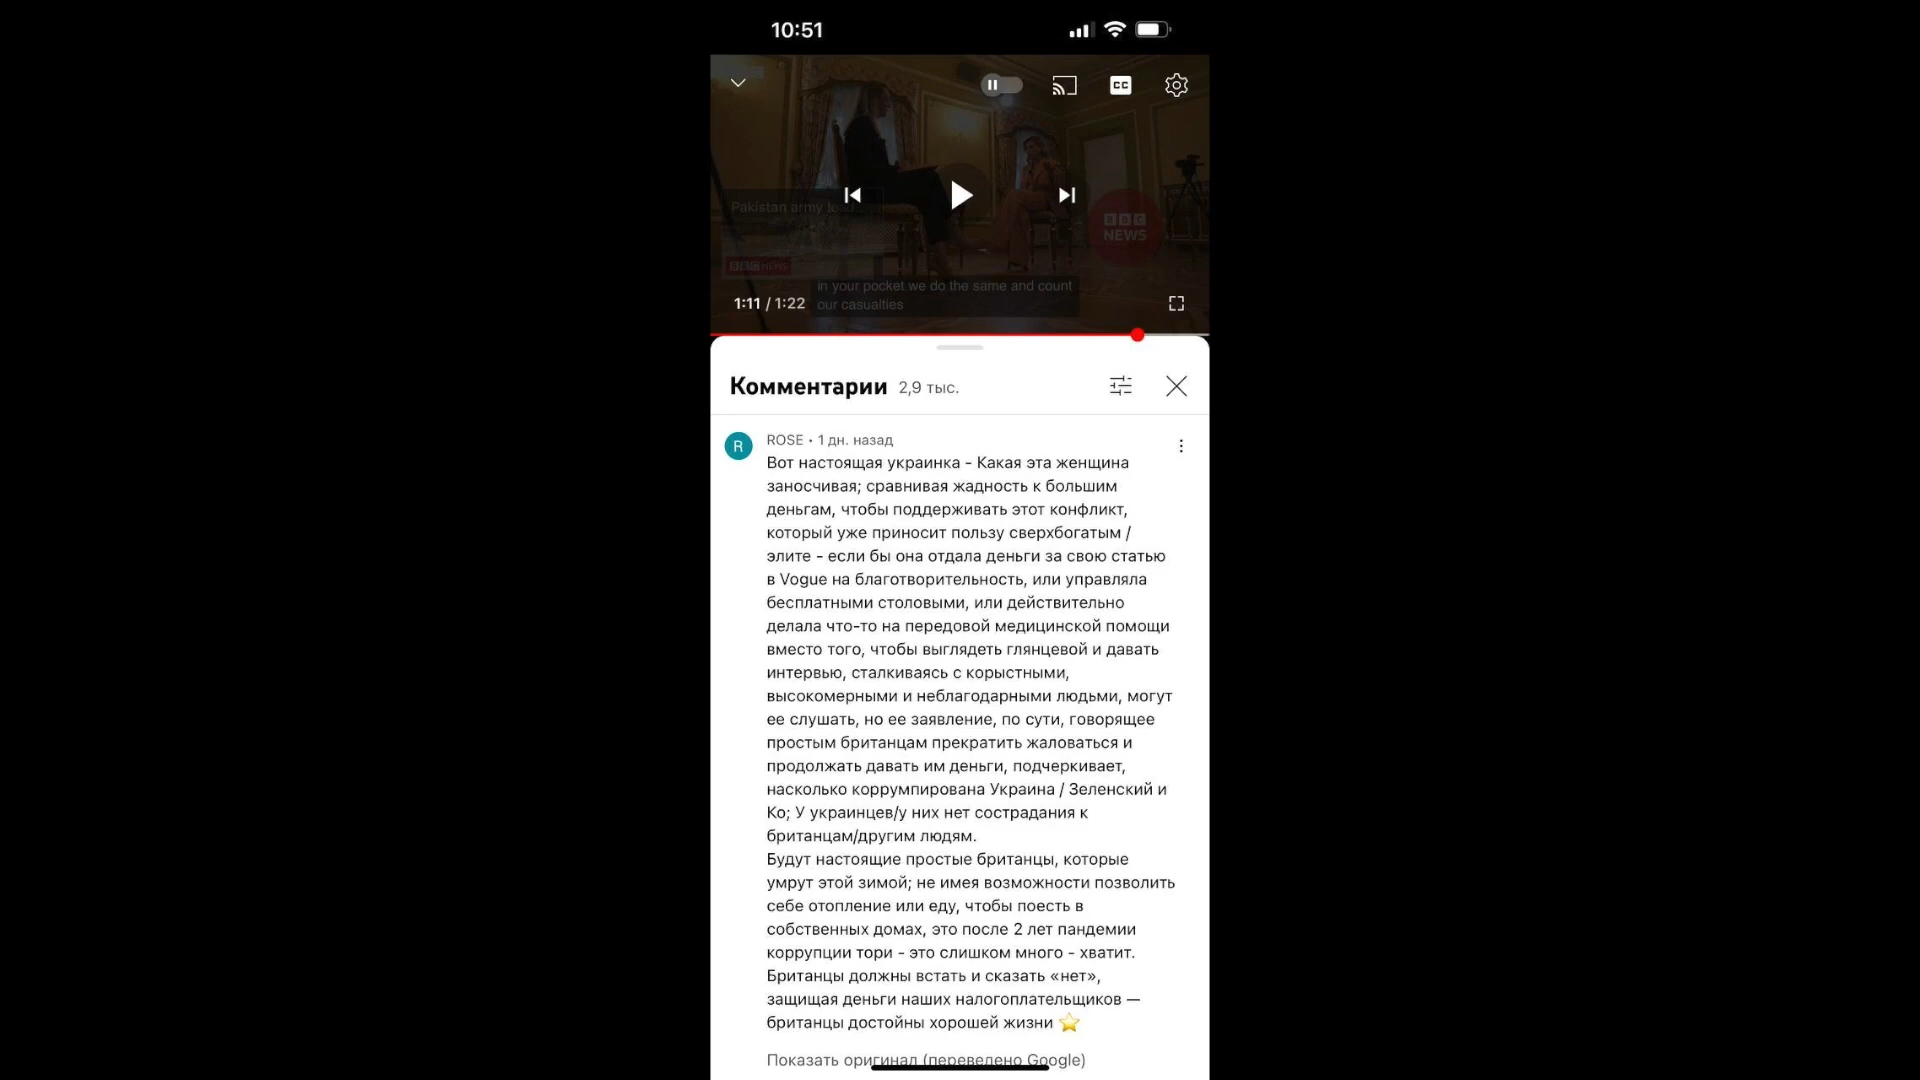 10:51
CC
Pakistan army lead
BBC
NEWS
BBC NEWS
in your pocket we do the same and count
1:11 / 1:22
our casualties
Комментарии 2,9 тыс.
R
ROSE • 1 дн. назад
Вот настоящая украинка - Какая эта женщина
заносчивая; сравнивая жадность к большим
деньгам, чтобы поддерживать этот конфликт,
который уже приносит пользу сверхбогатым /
элите - если бы она отдала деньги за свою статью
в Vogue на благотворительность, или управляла
бесплатными столовыми, или действительно
делала что-то на передовой медицинской помощи
вместо того, чтобы выглядеть глянцевой и давать
интервью, сталкиваясь с корыстными,
высокомерными и неблагодарными людьми, могут
ее слушать, но ее заявление, по сути, говорящее
простым британцам прекратить жаловаться и
продолжать давать им деньги, подчеркивает,
насколько коррумпирована Украина / Зеленский и
Ко; У украинцев/у них нет сострадания к
британцам/другим людям.
Будут настоящие простые британцы, которые
умрут этой зимой; не имея возможности позволить
себе отопление или еду, чтобы поесть в
собственных домах, это после 2 лет пандемии
коррупции тори - это слишком много - хватит.
Британцы должны встать и сказать «нет»,
защищая деньги наших налогоплательщиков —
британцы достойны хорошей жизни ⭐
Показать оригинал (переведено Google)